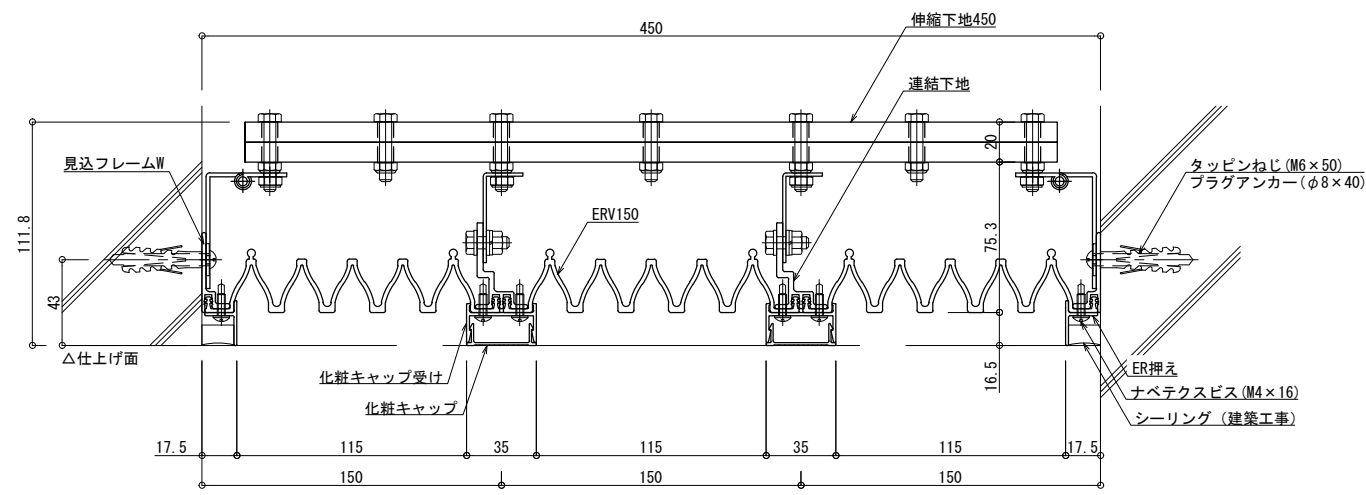 伸縮下地450
450
連結下地
見込フレームW
20
タッピンねじ(M6×50)
プラグアンカー(φ8×40)
ERV150
111.8
75.3
43
△仕上げ面
16.5
化粧キャップ受け
化粧キャップ
ER押え
ナベテクスビス(M4×16)
シーリング (建築工事)
17.5
115
35
115
35
115
17.5
150
150
150